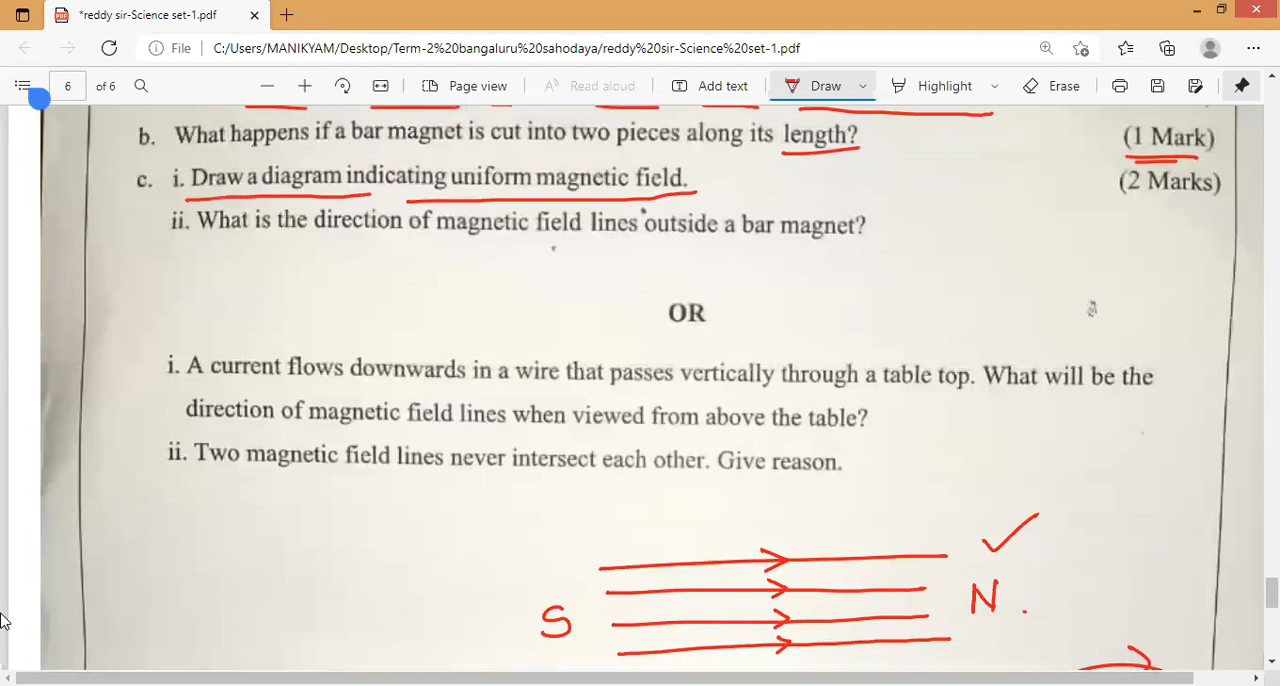 *reddy sir-Science set-1.pdf
File C:/Users/MANIKYAM/Desktop/Term-2%20bangaluru%20sahodaya/reddy%20sir-Science%20set-1.pdf
6 of 6 Page view Read aloud Add text Draw Highlight Erase
b. What happens if a bar magnet is cut into two pieces along its length? (1 Mark)
c. i. Draw a diagram indicating uniform magnetic field. (2 Marks)
ii. What is the direction of magnetic field lines outside a bar magnet?
OR
i. A current flows downwards in a wire that passes vertically through a table top. What will be the
direction of magnetic field lines when viewed from above the table?
ii. Two magnetic field lines never intersect each other. Give reason.
S N .